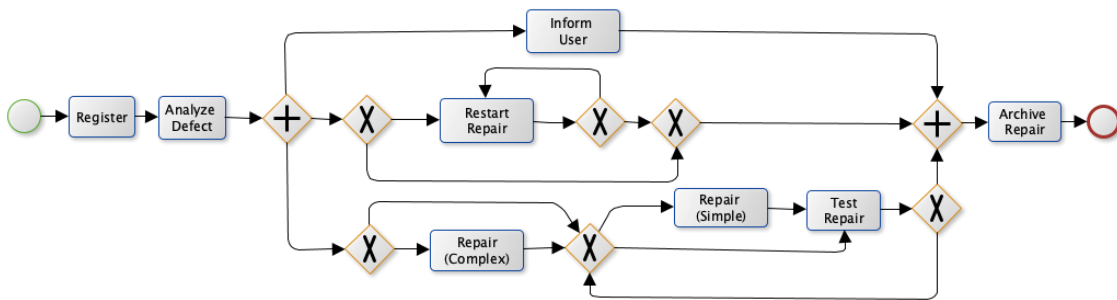 Inform
User
Register
Analyze
Defect
Restart
Repair
Archive
Repair
Repair
(Simple)
Test
Repair
Repair
(Complex)